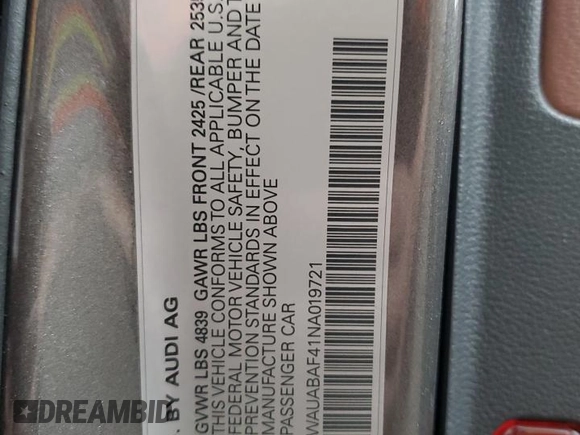 . BY AUDI AG
GVWR LBS 4839 GAWR LBS FRONT 2425 /REAR
THIS VEHICLE CONFORMS TO ALL APPLICABLE U.S.
FEDERAL MOTOR VEHICLE SAFETY, BUMPER AND
PREVENTION STANDARDS IN EFFECT ON THE DATE
MANUFACTURE SHOWN ABOVE
PASSENGER CAR
WAUABAF41NA019721
DREAMBID